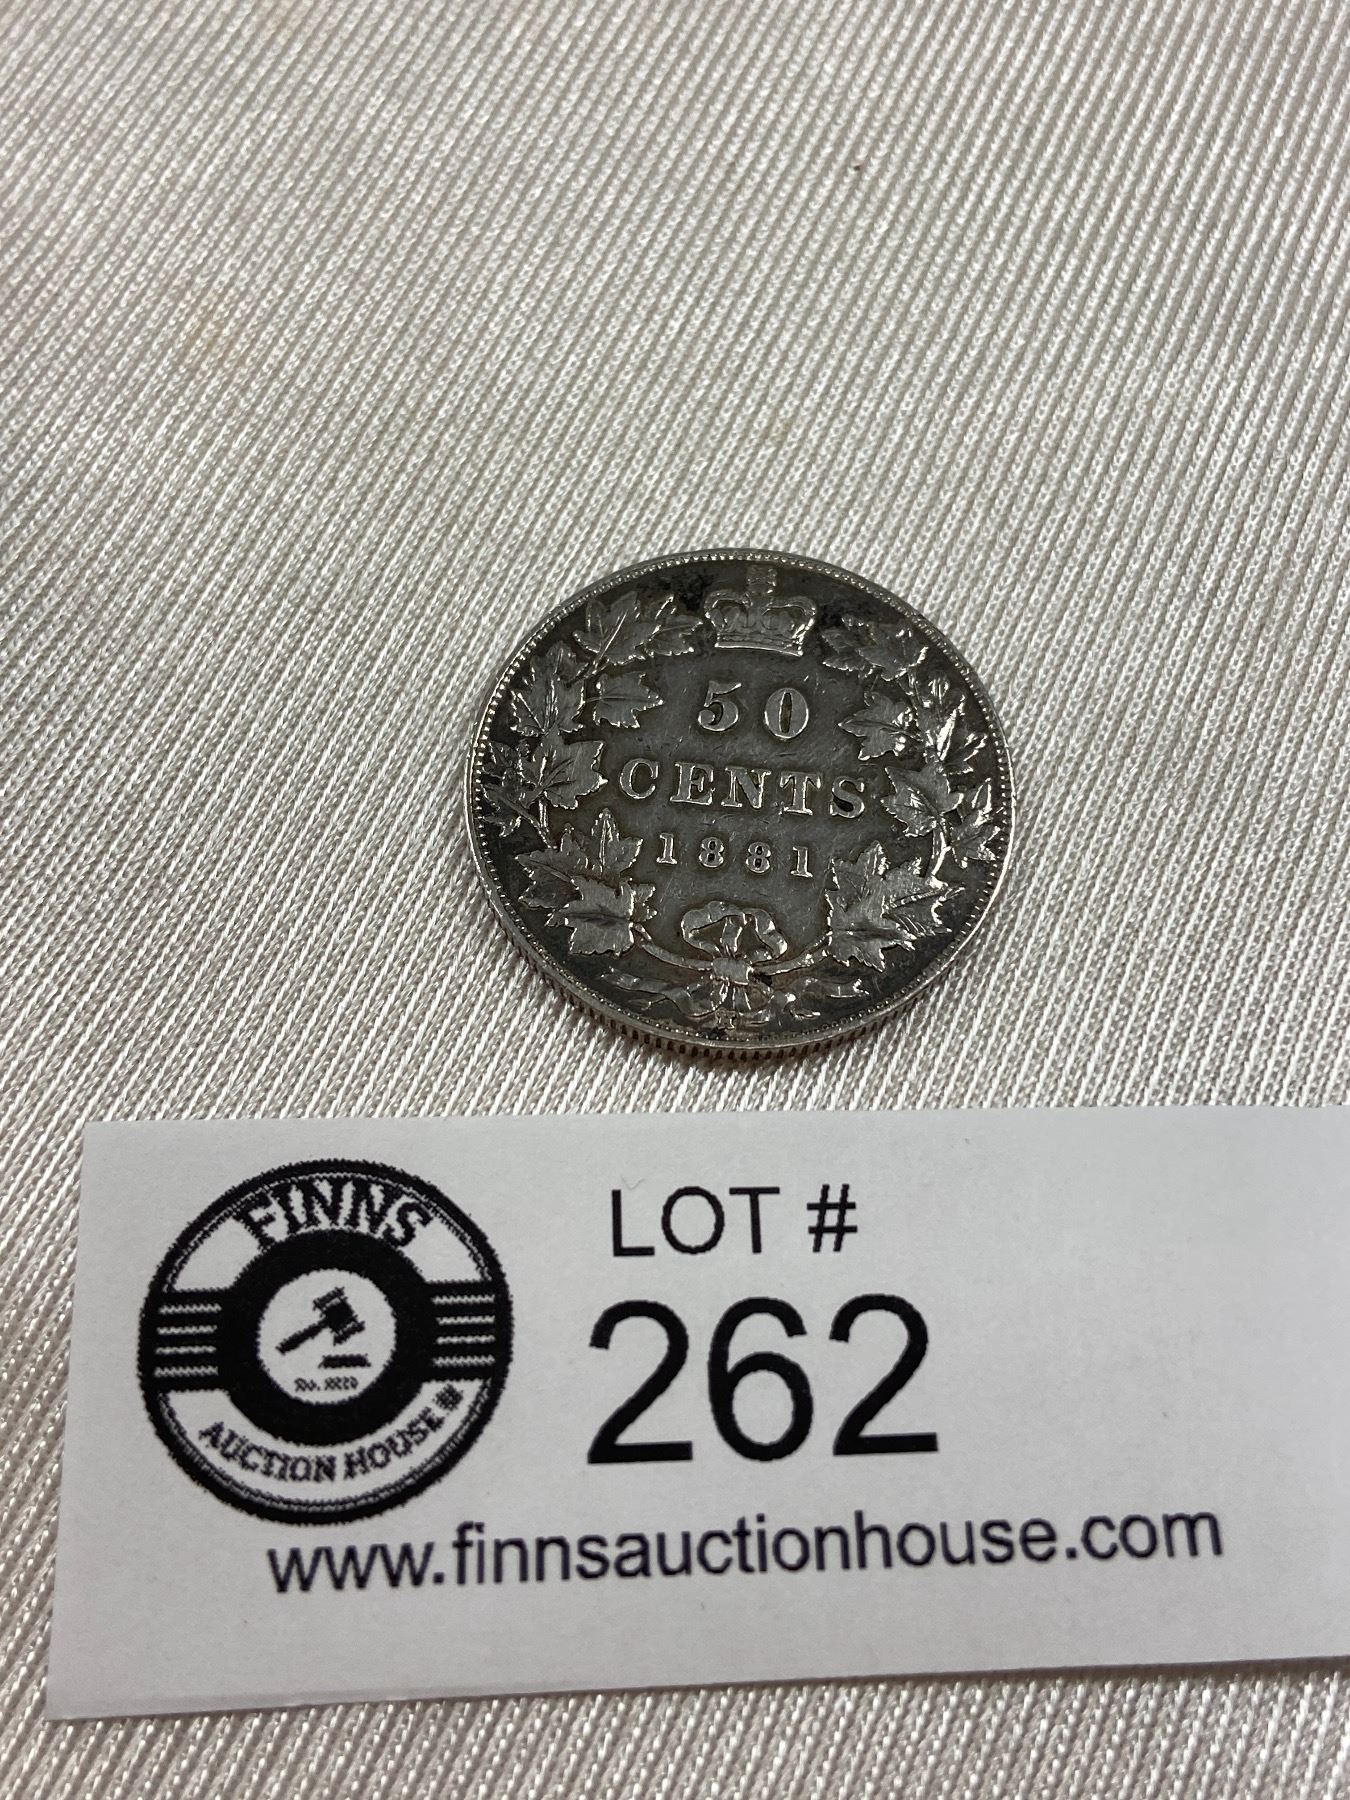 50
CENTS
1881
FINNS
AUCTION HOUSE
LOT #
262
www.finnsauctionhouse.com